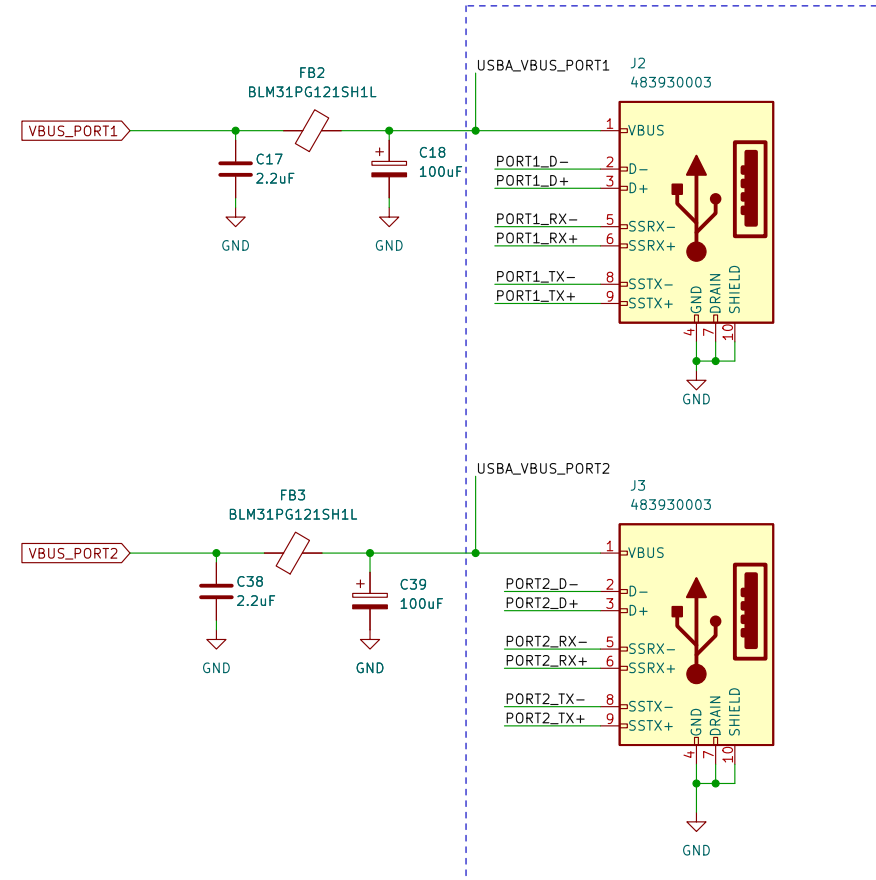 USBA_VBUS_PORT1
J2
483930003
FB2
BLM31PG121SH1L
VBUS_PORT1
C17
2.2uF
GND
+
C18
100uF
GND
1
VBUS
PORT1_D-
2
D-
PORT1_D+
3
D+
PORT1_RX-
5
SSRX-
PORT1_RX+
6
SSRX+
PORT1_TX-
8
SSTX-
PORT1_TX+
9
SSTX+
GND
DRAIN
SHIELD
4
7
10
GND
USBA_VBUS_PORT2
J3
483930003
FB3
BLM31PG121SH1L
VBUS_PORT2
C38
2.2uF
GND
+
C39
100uF
GND
1
VBUS
PORT2_D-
2
D-
PORT2_D+
3
D+
PORT2_RX-
5
SSRX-
PORT2_RX+
6
SSRX+
PORT2_TX-
8
SSTX-
PORT2_TX+
9
SSTX+
GND
DRAIN
SHIELD
4
7
10
GND